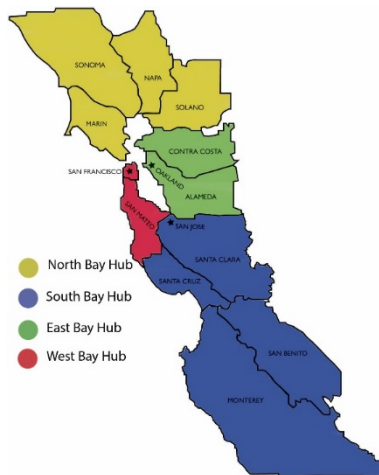 SONOMA
NAPA
SOLANO
MARIN
CONTRA COSTA
SAN FRANCISCO
OAKLAND
ALAMEDA
SAN MATEO
SAN JOSE
SANTA CLARA
SANTA CRUZ
North Bay Hub
South Bay Hub
East Bay Hub
West Bay Hub
SAN BENITO
MONTEREY